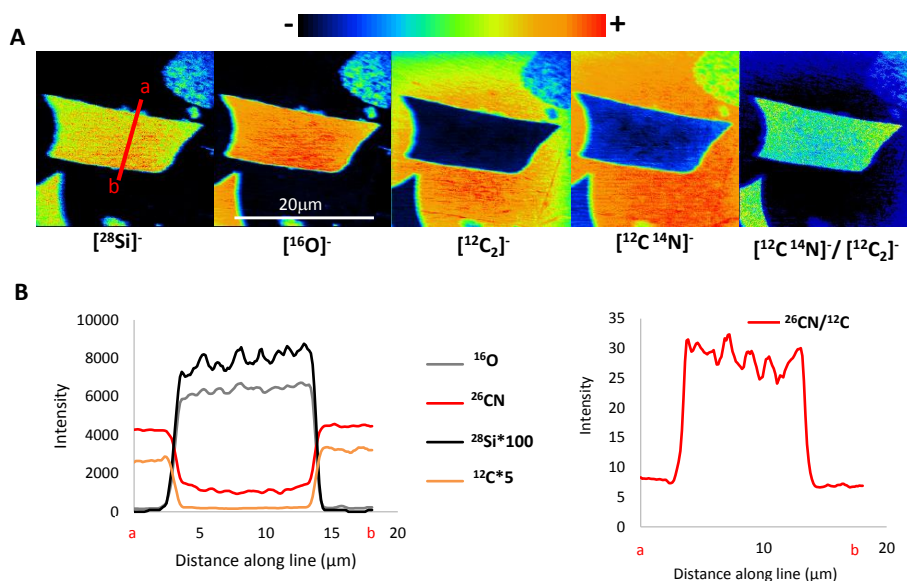 - +
A
a
b
20µm
[²⁸Si]⁻ [¹⁶O]⁻ [¹²C₂]⁻ [¹²C ¹⁴N]⁻ [¹²C ¹⁴N]⁻/ [¹²C₂]⁻
B
Intensity
10000
8000
6000
4000
2000
0
a 5 10 15 b 20
Distance along line (µm)
¹⁶O
²⁶CN
²⁸Si*100
¹²C*5
Intensity
35
30
25
20
15
10
5
0
a 10 b 20
Distance along line (µm)
²⁶CN/¹²C